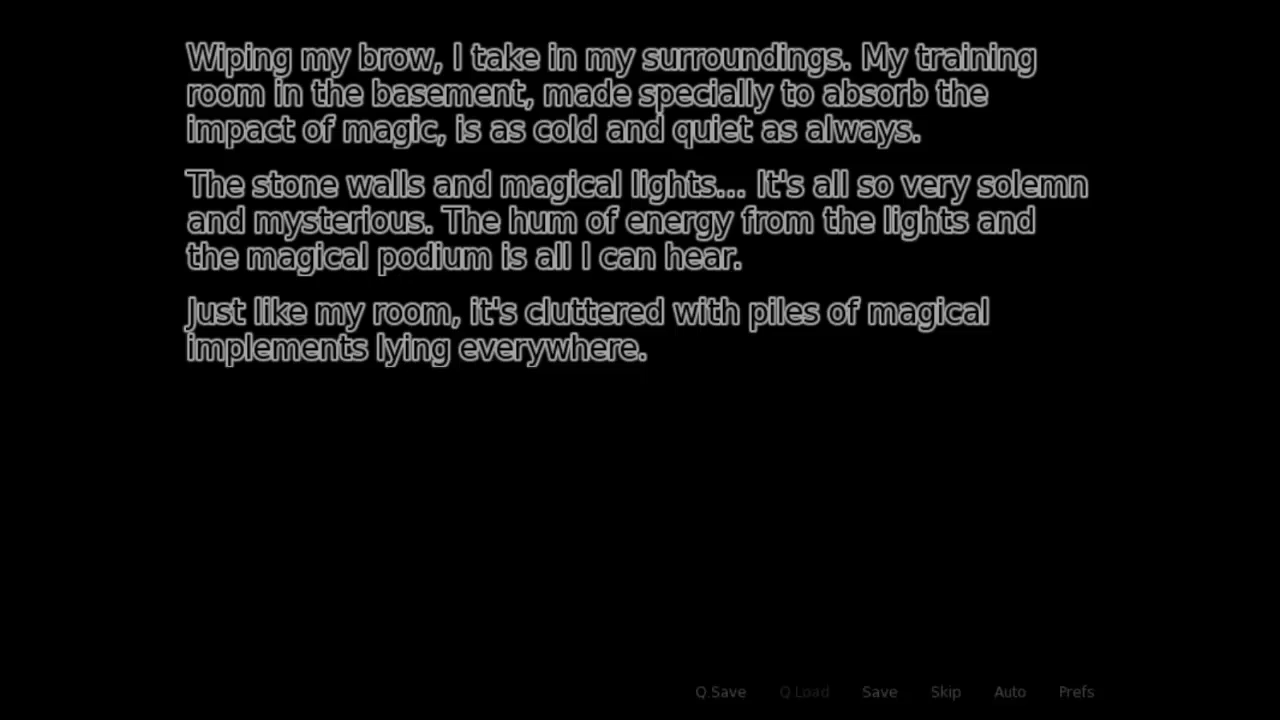 Wiping my brow, I take in my surroundings. My training
room in the basement, made specially to absorb the
impact of magic, is as cold and quiet as always.
The stone walls and magical lights... It's all so very solemn
and mysterious. The hum of energy from the lights and
the magical podium is all I can hear.
Just like my room, it's cluttered with piles of magical
implements lying everywhere.
Q.Save Q.Load Save Skip Auto Prefs